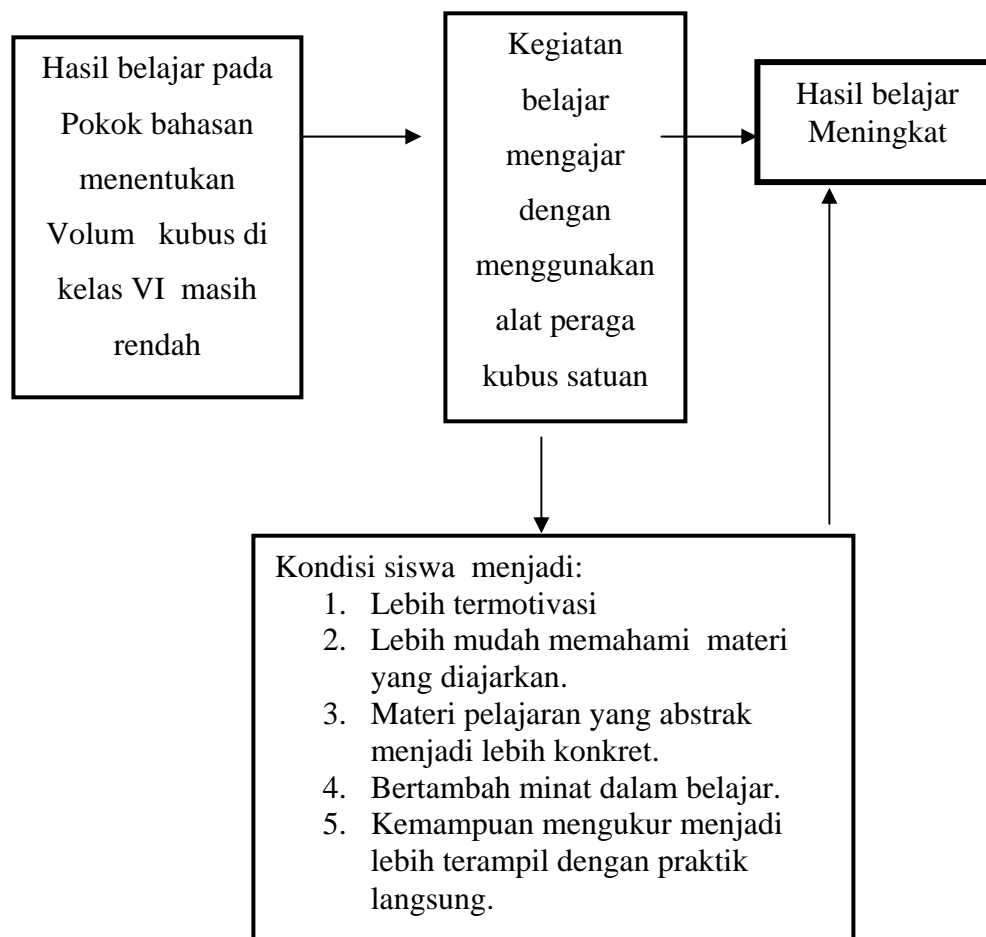 Hasil belajar pada
Pokok bahasan
menentukan
Volum kubus di
kelas VI masih
rendah
Kegiatan
belajar
mengajar
dengan
menggunakan
alat peraga
kubus satuan
Hasil belajar
Meningkat
Kondisi siswa menjadi:
1. Lebih termotivasi
2. Lebih mudah memahami materi
yang diajarkan.
3. Materi pelajaran yang abstrak
menjadi lebih konkret.
4. Bertambah minat dalam belajar.
5. Kemampuan mengukur menjadi
lebih terampil dengan praktik
langsung.